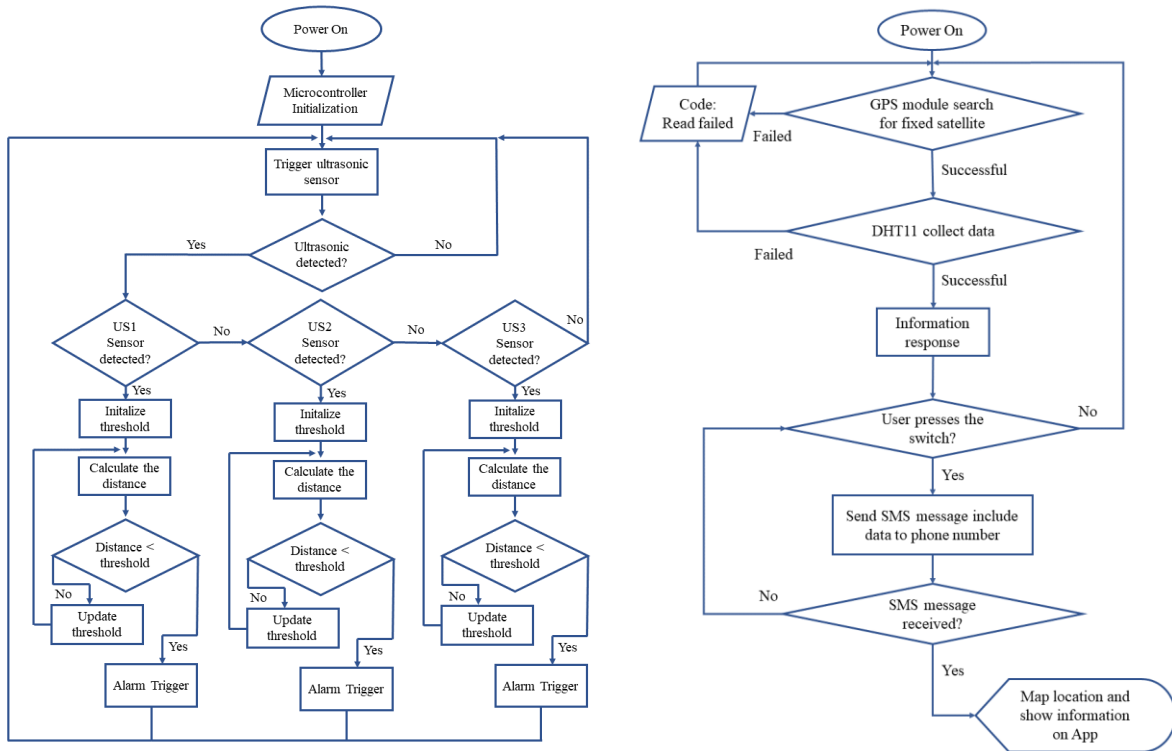 Power On
Microcontroller
Initialization
Trigger ultrasonic
sensor
Ultrasonic
detected?
Yes
No
US1
Sensor
detected?
No
US2
Sensor
detected?
No
US3
Sensor
detected?
No
Yes
Yes
Yes
Initalize
threshold
Initalize
threshold
Initalize
threshold
Calculate the
distance
Calculate the
distance
Calculate the
distance
Distance <
threshold
Distance <
threshold
Distance <
threshold
No
No
No
Update
threshold
Update
threshold
Update
threshold
Yes
Yes
Yes
Alarm Trigger
Alarm Trigger
Alarm Trigger
Power On
GPS module search
for fixed satellite
Code:
Read failed
Failed
Successful
DHT11 collect data
Failed
Successful
Information
response
User presses the
switch?
No
Yes
Send SMS message include
data to phone number
SMS message
received?
No
Yes
Map location and
show information
on App